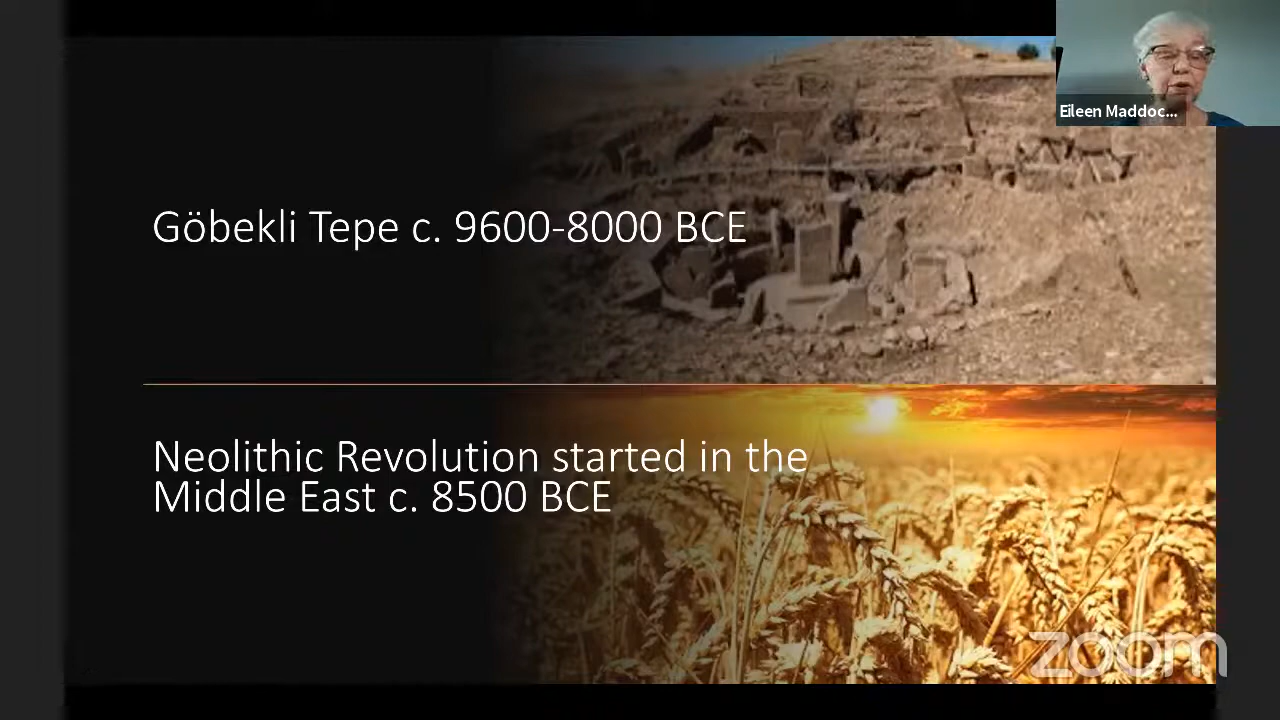 Eileen Maddoc...
Göbekli Tepe c. 9600-8000 BCE
Neolithic Revolution started in the
Middle East c. 8500 BCE
zoom